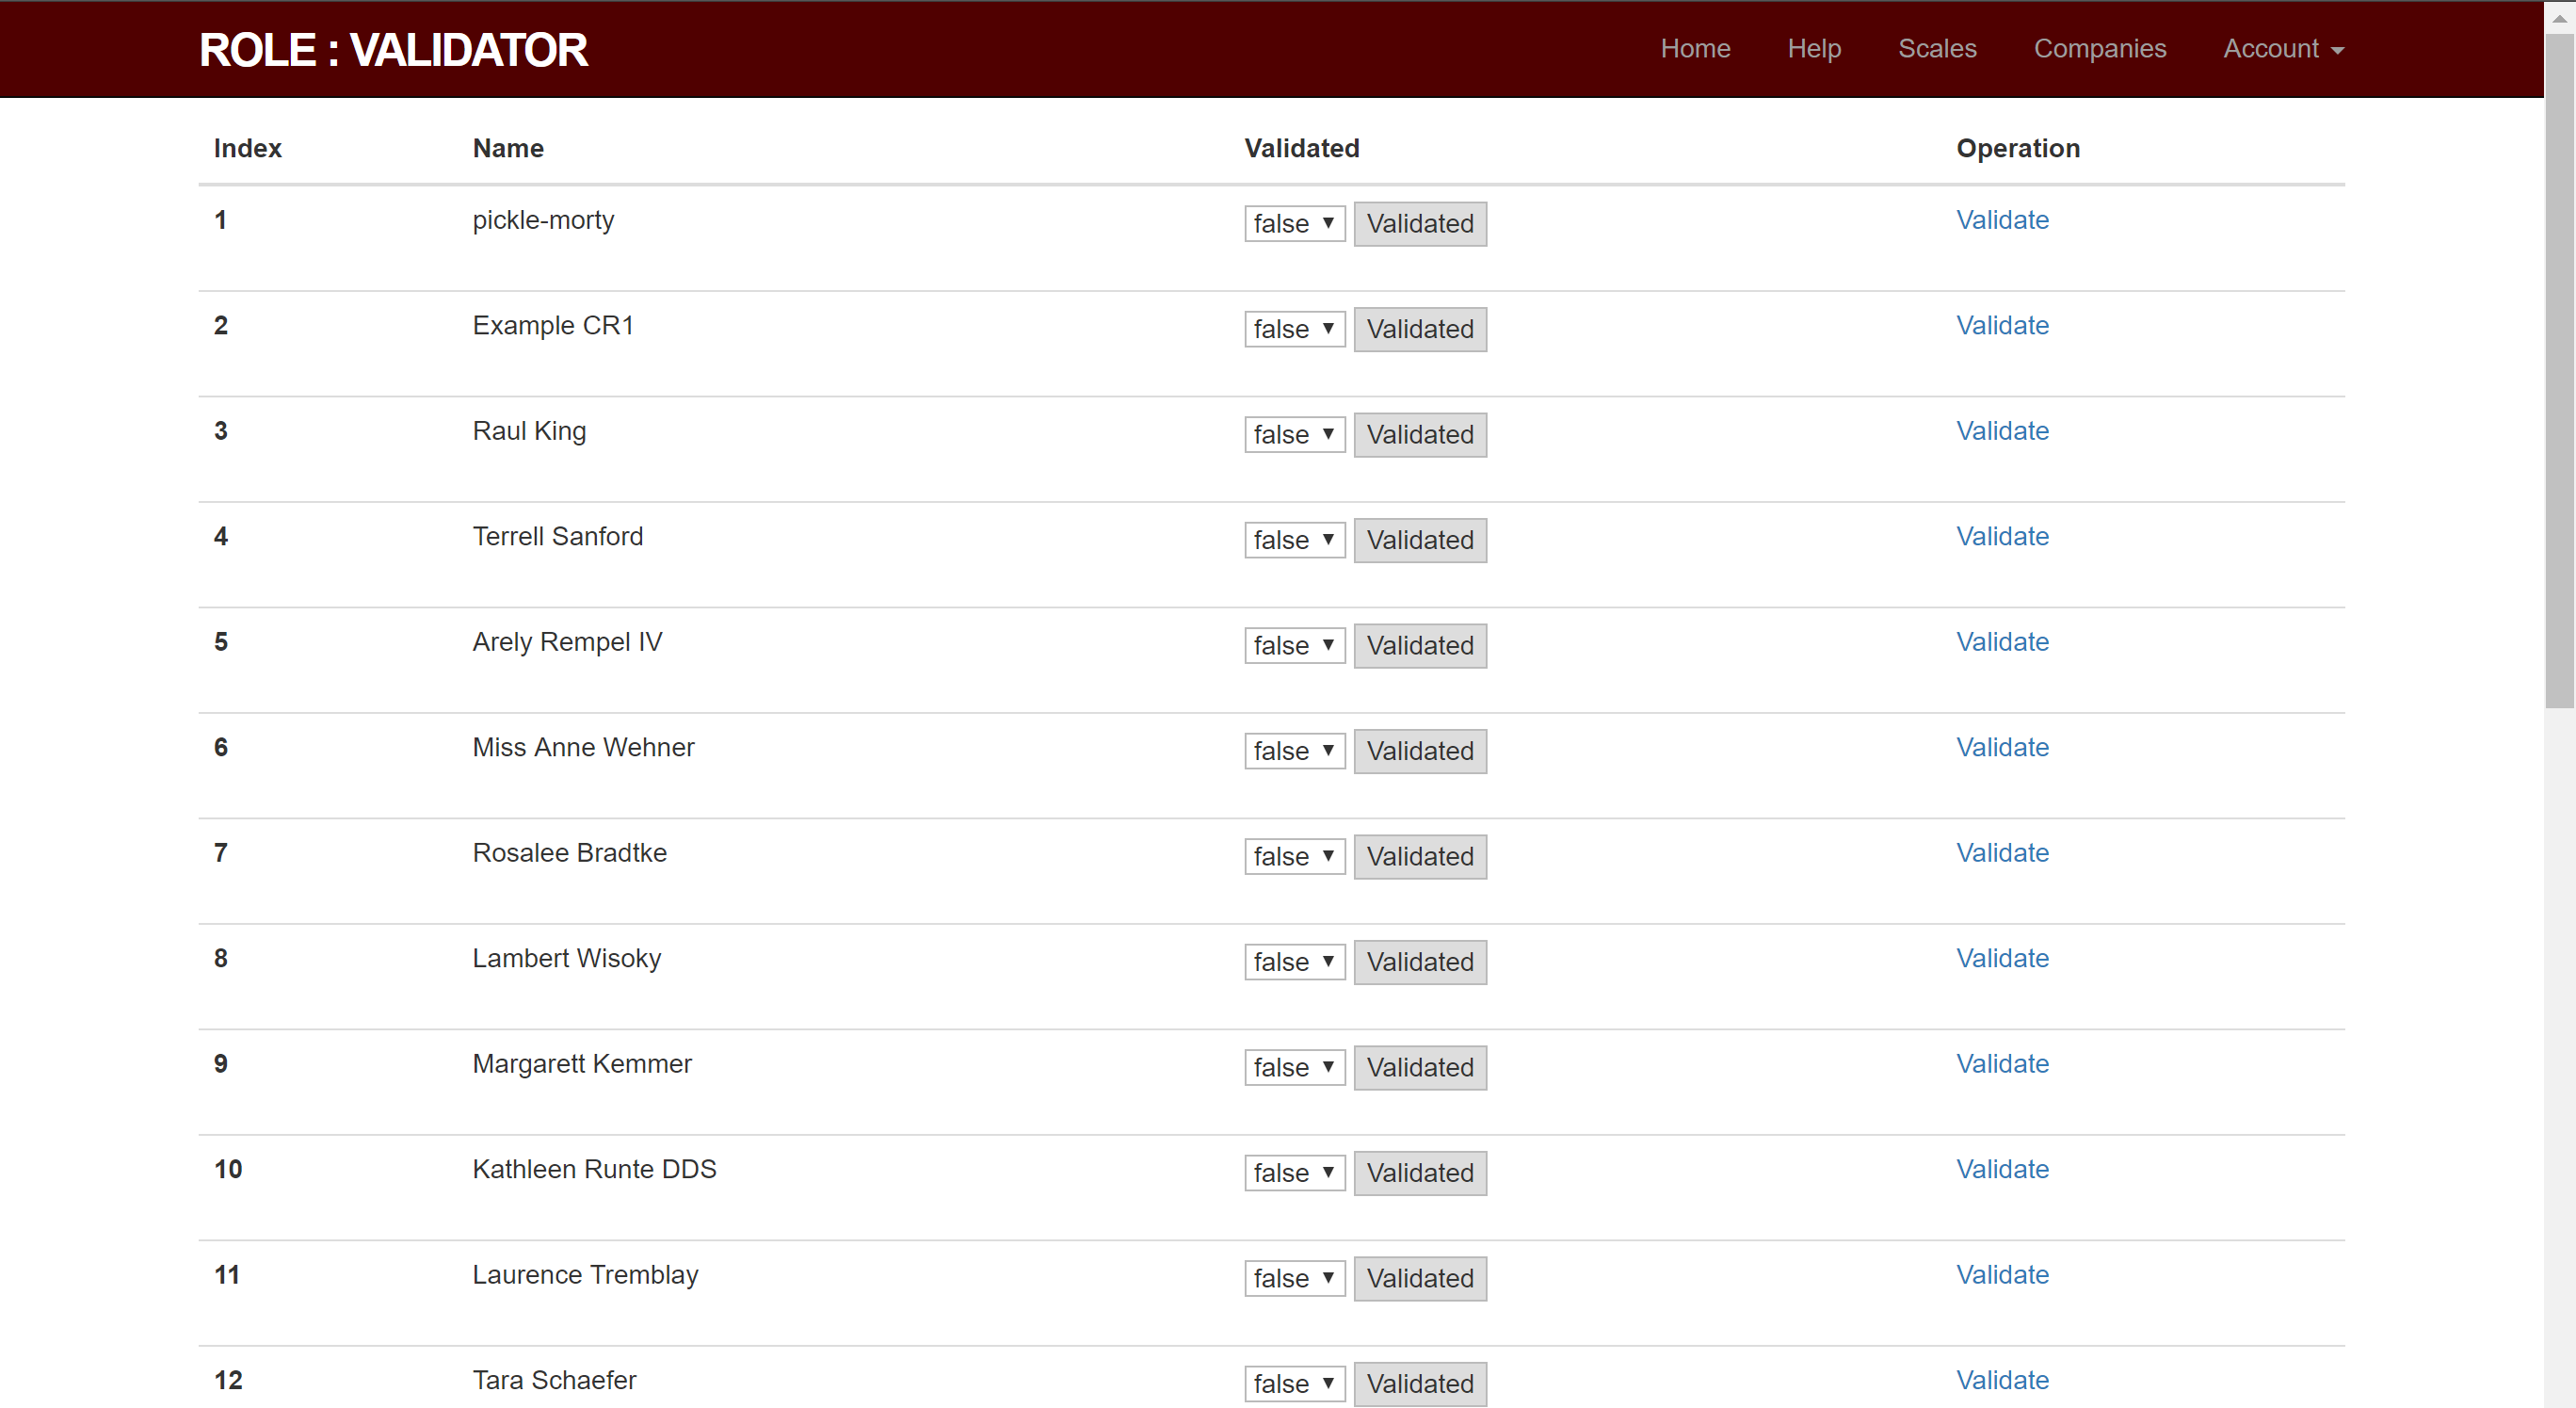 ROLE : VALIDATOR Home Help Scales Companies Account
Index Name Validated Operation
1 pickle-morty false Validated Validate
2 Example CR1 false Validated Validate
3 Raul King false Validated Validate
4 Terrell Sanford false Validated Validate
5 Arely Rempel IV false Validated Validate
6 Miss Anne Wehner false Validated Validate
7 Rosalee Bradtke false Validated Validate
8 Lambert Wisoky false Validated Validate
9 Margarett Kemmer false Validated Validate
10 Kathleen Runte DDS false Validated Validate
11 Laurence Tremblay false Validated Validate
12 Tara Schaefer false Validated Validate